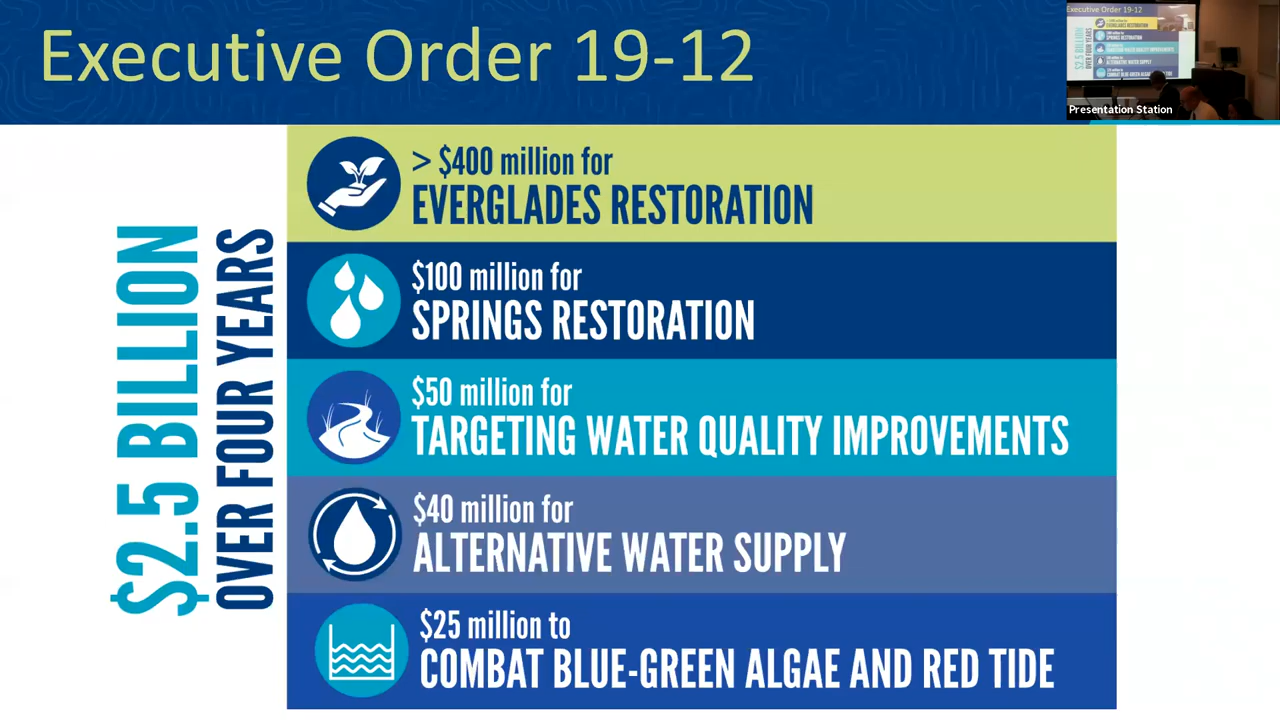 Executive Order 19-12
Presentation Station
$2.5 BILLION
OVER FOUR YEARS
> $400 million for
EVERGLADES RESTORATION
$100 million for
SPRINGS RESTORATION
$50 million for
TARGETING WATER QUALITY IMPROVEMENTS
$40 million for
ALTERNATIVE WATER SUPPLY
$25 million to
COMBAT BLUE-GREEN ALGAE AND RED TIDE